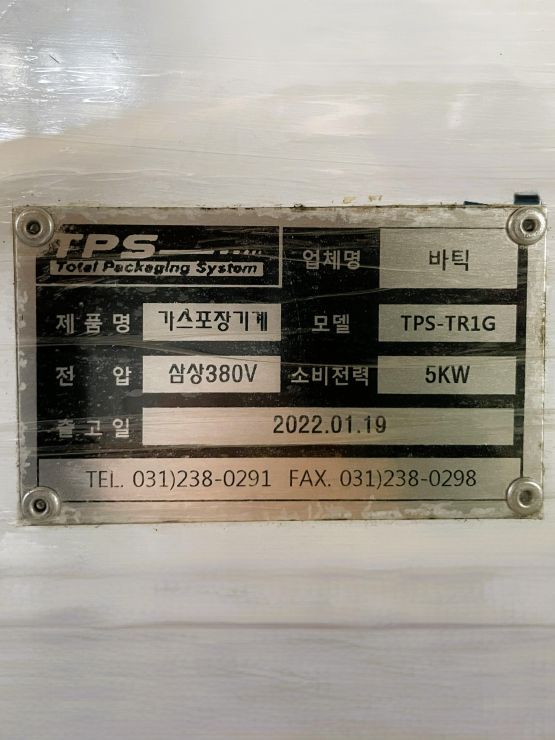 TPS
Total Packaging System
업체명 바틱
제품명 가스포장기계 모델 TPS-TR1G
전 압 삼상380V 소비전력 5KW
출고일 2022.01.19
TEL. 031)238-0291 FAX. 031)238-0298